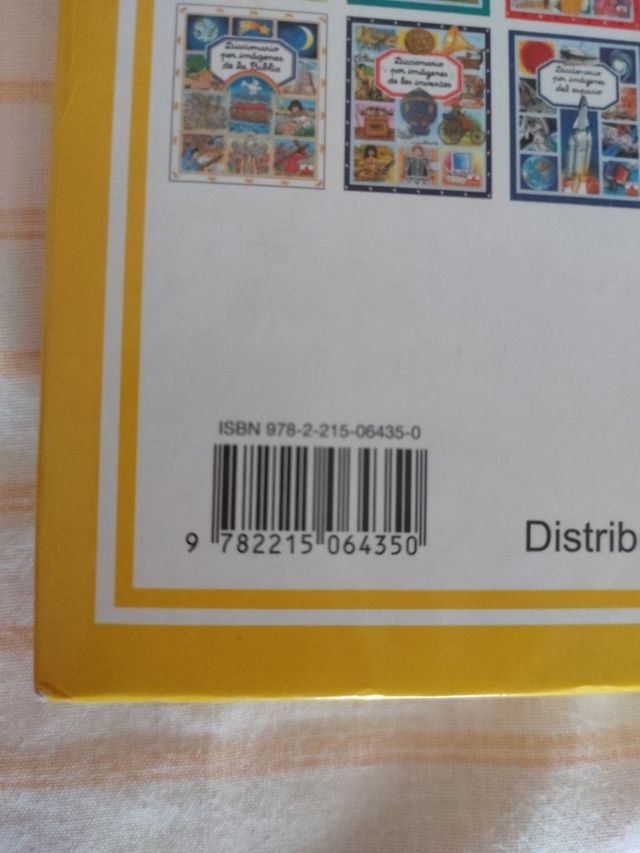 Diccionario
por imágenes
de la Biblia
Diccionario
por imágenes
de los inventos
Diccionario
por imágenes
del espacio
ISBN 978-2-215-06435-0
9 782215 064350
Distrib